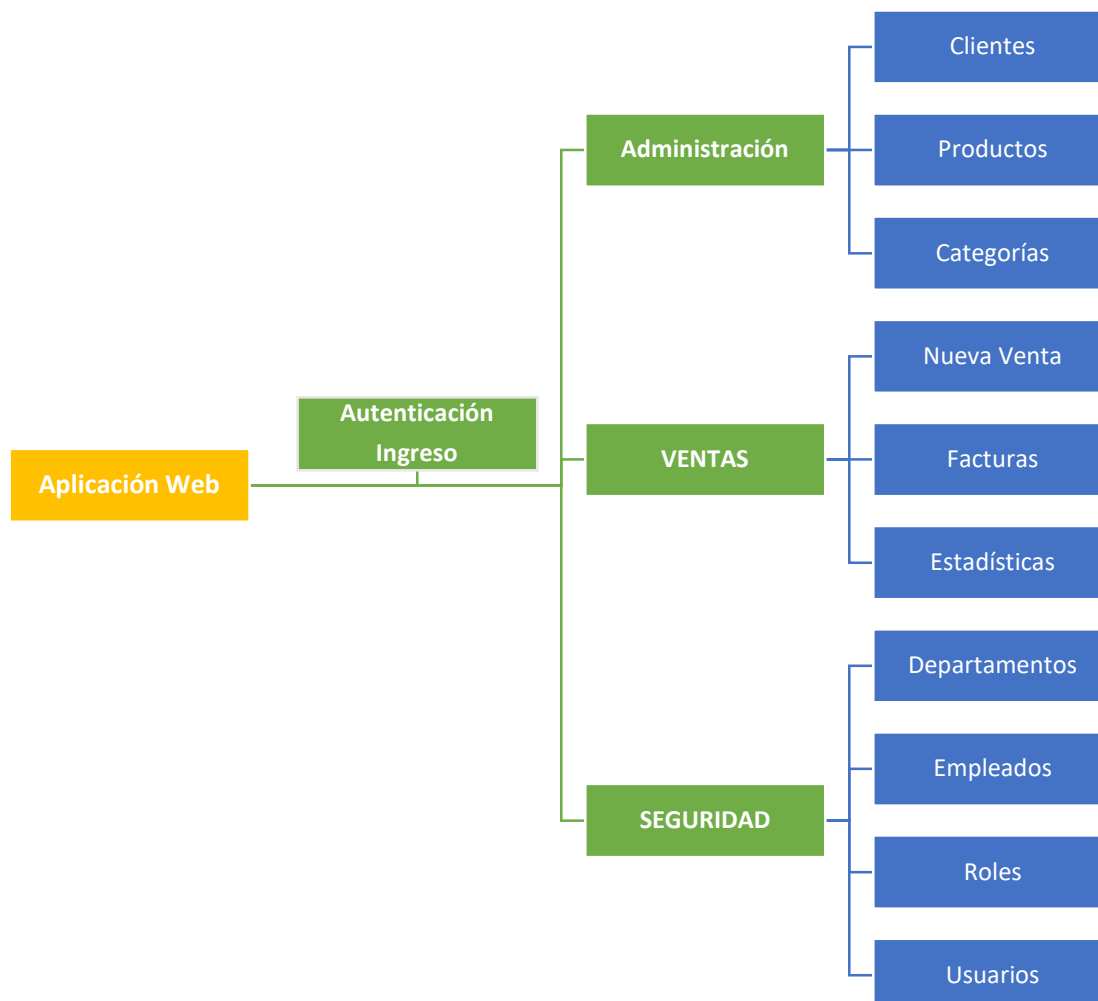 Aplicación Web
Autenticación
Ingreso
Administración
Clientes
Productos
Categorías
VENTAS
Nueva Venta
Facturas
Estadísticas
SEGURIDAD
Departamentos
Empleados
Roles
Usuarios